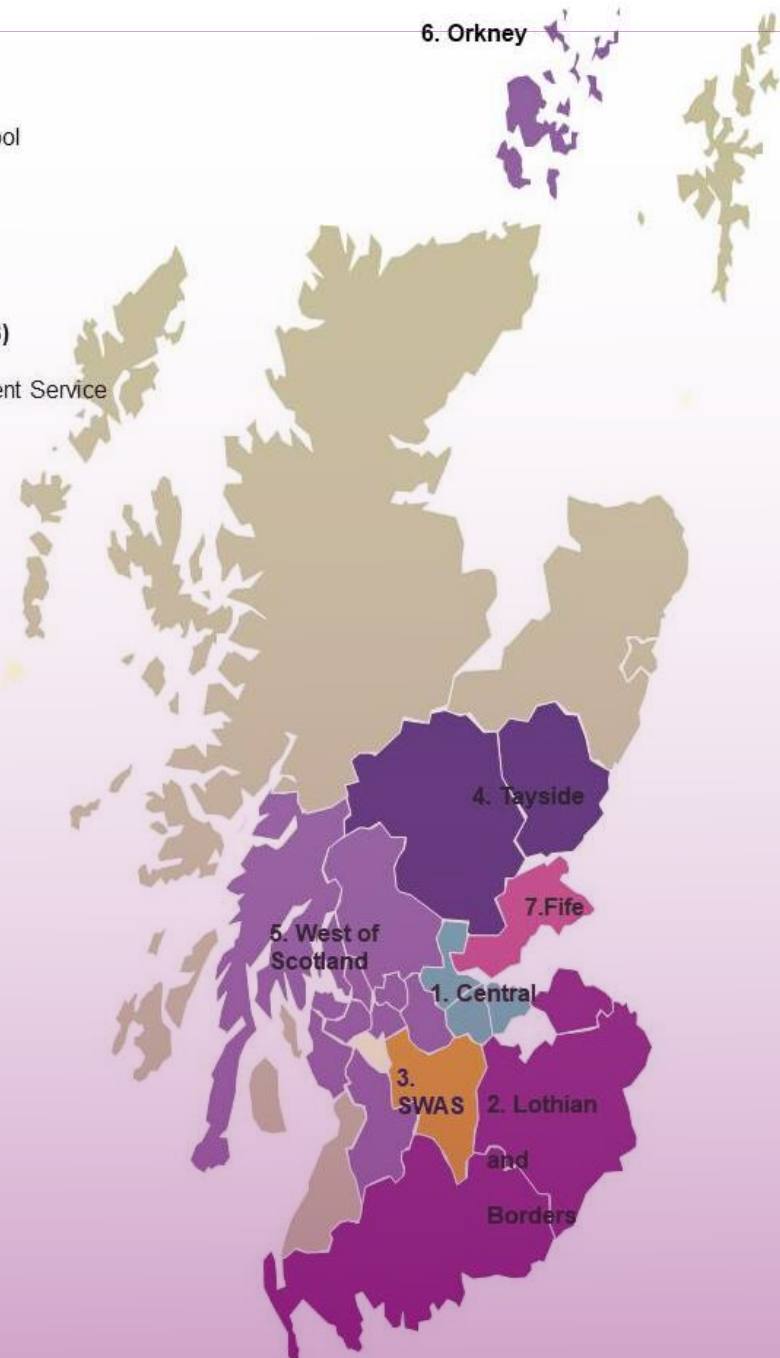 6. Orkney
ool
)
ent Service
4. Tayside
7.Fife
5. West of
Scotland
1. Central
3.
SWAS
2. Lothian
and
Borders